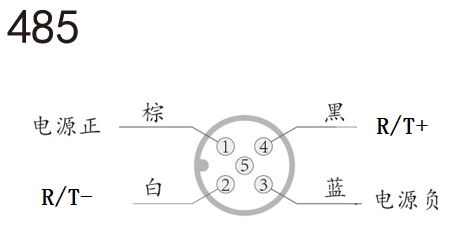 485
电源正 棕 黑 R/T+
① ④
⑤
② ③
R/T- 白 蓝 电源负